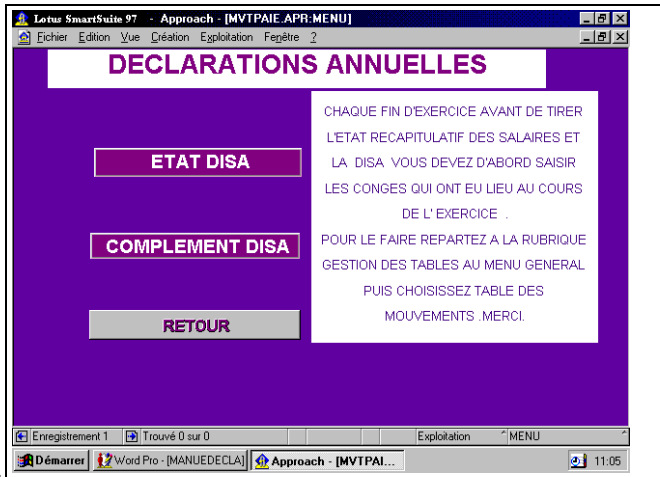 Lotus SmartSuite 97 - Approach - [MVTPAIE.APR:MENU]
Fichier Edition Vue Création Exploitation Fenêtre ?
DECLARATIONS ANNUELLES
ETAT DISA
COMPLEMENT DISA
RETOUR
CHAQUE FIN D'EXERCICE AVANT DE TIRER
L'ETAT RECAPITULATIF DES SALAIRES ET
LA DISA VOUS DEVEZ D'ABORD SAISIR
LES CONGES QUI ONT EU LIEU AU COURS
DE L' EXERCICE .
POUR LE FAIRE REPARTEZ A LA RUBRIQUE
GESTION DES TABLES AU MENU GENERAL
PUIS CHOISISSEZ TABLE DES
MOUVEMENTS .MERCI.
Enregistrement 1 Trouvé 0 sur 0 Exploitation MENU
Démarrer Word Pro - [MANUEDECLA] Approach - [MVTPAI... 11:05